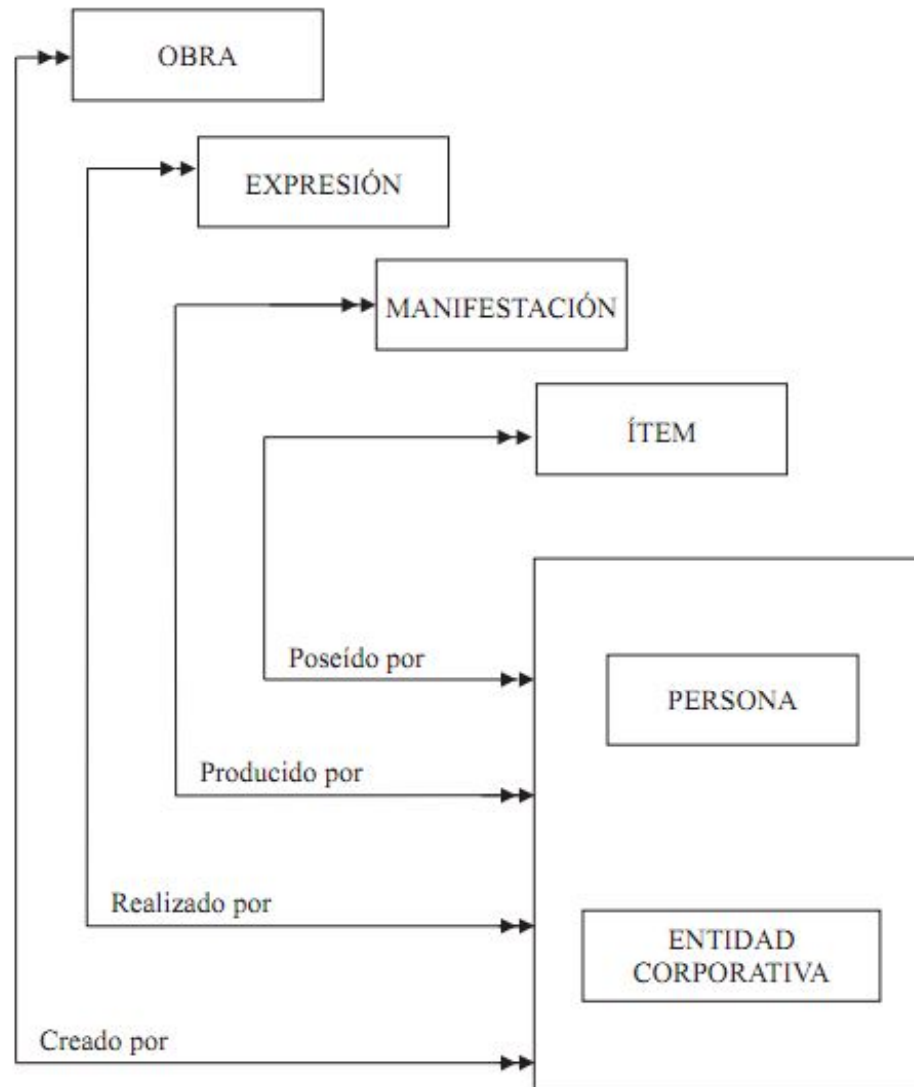 OBRA
EXPRESIÓN
MANIFESTACIÓN
ÍTEM
Poseído por
PERSONA
Producido por
Realizado por
ENTIDAD
CORPORATIVA
Creado por